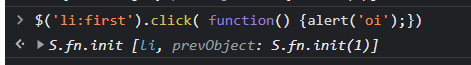 > $('li:first').click( function() {alert('oi');})
<· ▶ S.fn.init [li, prevObject: S.fn.init(1)]